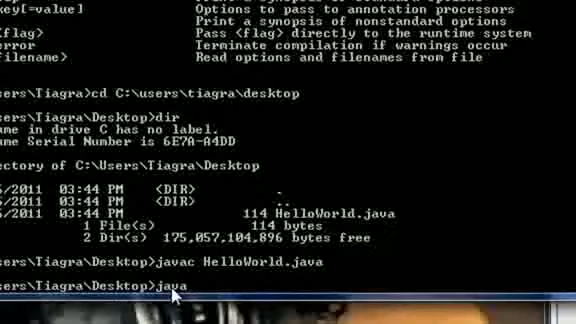 key[=value] Options to pass to annotation processors
Print a synopsis of nonstandard options
<flag> Pass <flag> directly to the runtime system
error Terminate compilation if warnings occur
filename> Read options and filenames from file
sers\Tiagra>cd C:\users\tiagra\desktop
sers\Tiagra\Desktop>dir
ume in drive C has no label.
ume Serial Number is 6E7A-A4DD
ectory of C:\Users\Tiagra\Desktop
5/2011 03:44 PM <DIR> .
5/2011 03:44 PM <DIR> ..
5/2011 03:44 PM 114 HelloWorld.java
1 File(s) 114 bytes
2 Dir(s) 175,057,104,896 bytes free
sers\Tiagra\Desktop>javac HelloWorld.java
sers\Tiagra\Desktop>java